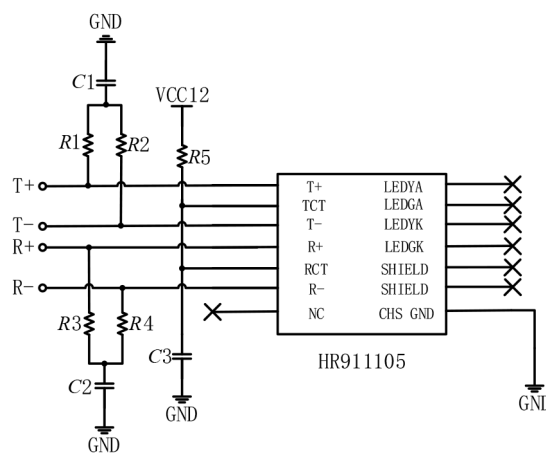 GND
C1
VCC12
R1
R2
R5
T+
T-
R+
R-
T+
TCT
T-
R+
RCT
R-
NC
LEDYA
LEDGA
LEDYK
LEDGK
SHIELD
SHIELD
CHS GND
R3
R4
C3
HR911105
C2
GND
GND
GND